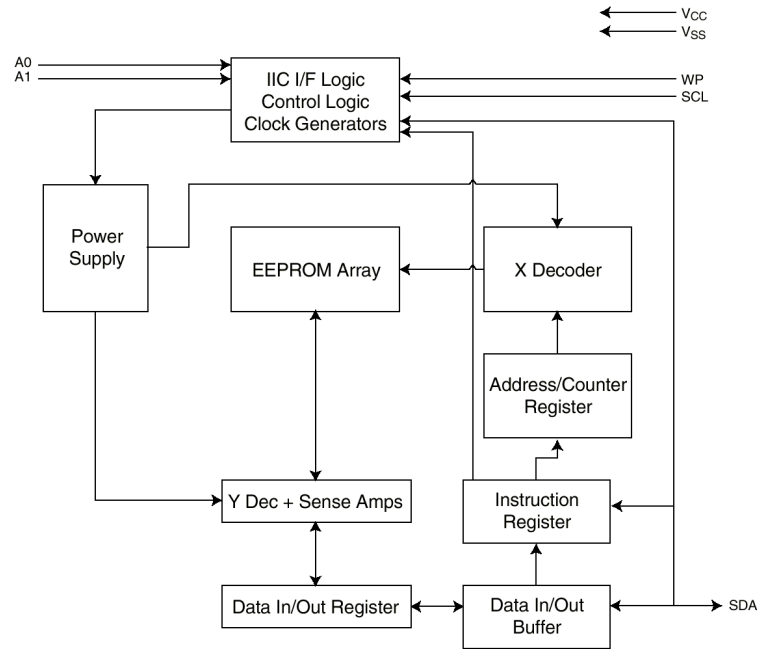 VCC
VSS
A0
A1
IIC I/F Logic
Control Logic
Clock Generators
WP
SCL
Power
Supply
EEPROM Array
X Decoder
Address/Counter
Register
Y Dec + Sense Amps
Instruction
Register
Data In/Out Register
Data In/Out
Buffer
SDA